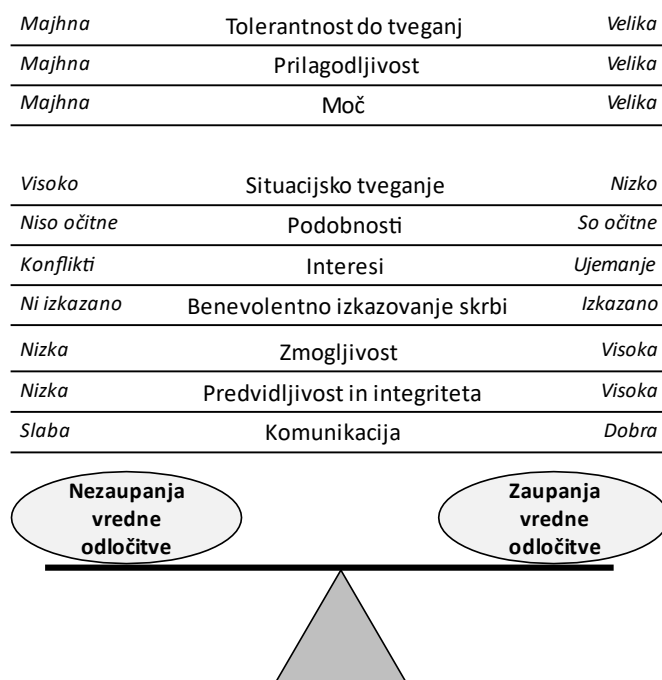 Majhna Tolerantnost do tveganj Velika
Majhna Prilagodljivost Velika
Majhna Moč Velika
Visoko Situacijsko tveganje Nizko
Niso očitne Podobnosti So očitne
Konflikti Interesi Ujemanje
Ni izkazano Benevolentno izkazovanje skrbi Izkazano
Nizka Zmogljivost Visoka
Nizka Predvidljivost in integriteta Visoka
Slaba Komunikacija Dobra
Nezaupanja
vredne
odločitve
Zaupanja
vredne
odločitve